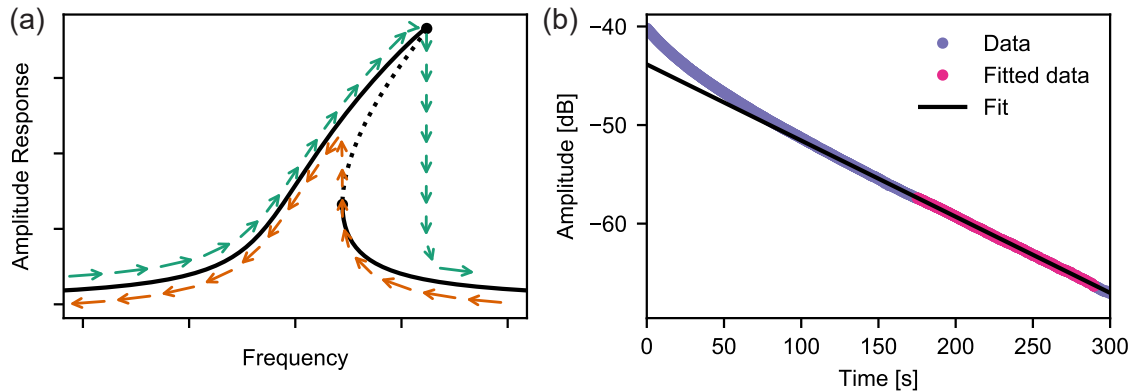 (a)
Amplitude Response
Frequency
(b)
Amplitude [dB]
−40
−50
−60
0
50
100
150
200
250
300
Time [s]
Data
Fitted data
Fit